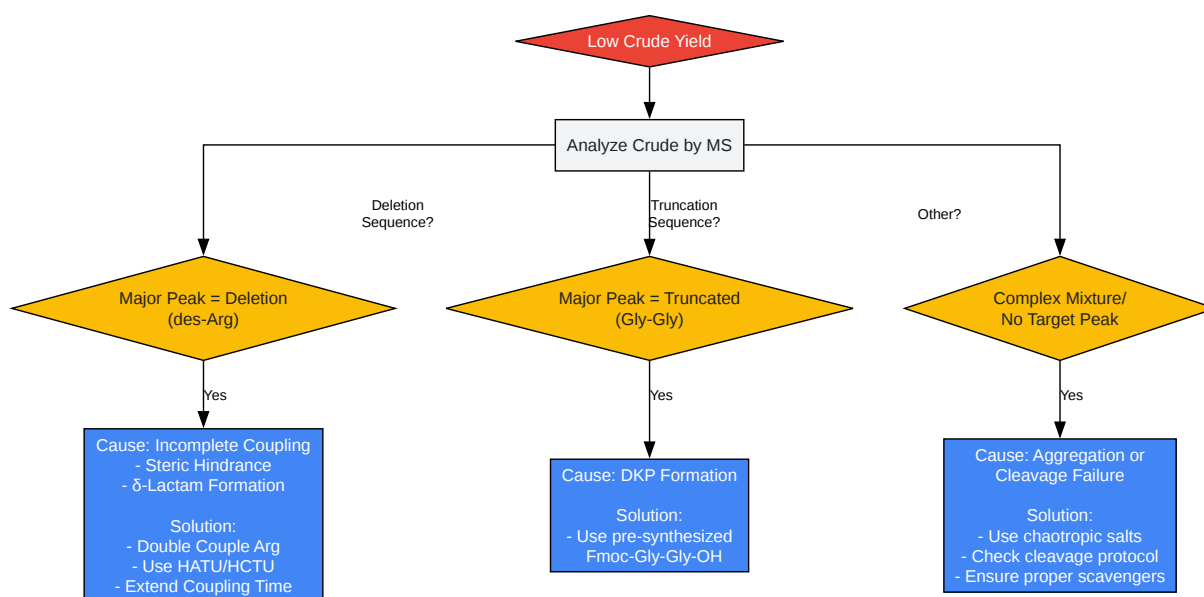 Low Crude Yield
Analyze Crude by MS
Deletion
Sequence?
Truncation
Sequence?
Other?
Major Peak = Deletion
(des-Arg)
Major Peak = Truncated
(Gly-Gly)
Complex Mixture/
No Target Peak
Yes
Yes
Yes
Cause: Incomplete Coupling
- Steric Hindrance
- δ-Lactam Formation
Solution:
- Double Couple Arg
- Use HATU/HCTU
- Extend Coupling Time
Cause: DKP Formation
Solution:
- Use pre-synthesized
Fmoc-Gly-Gly-OH
Cause: Aggregation or
Cleavage Failure
Solution:
- Use chaotropic salts
- Check cleavage protocol
- Ensure proper scavengers